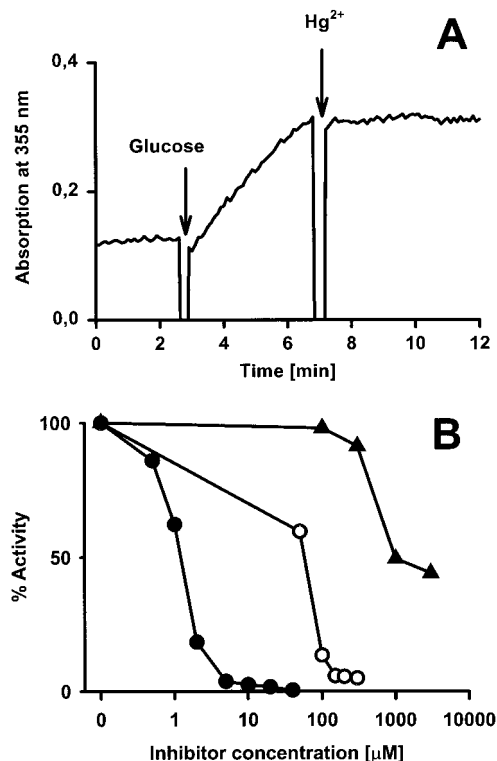 Hg2+
A
0,4
Glucose
0,2
0,0
Absorption at 355 nm
0 2 4 6 8 10 12
Time [min]
B
100
50
0
% Activity
0 1 10 100 1000 10000
Inhibitor concentration [µM]